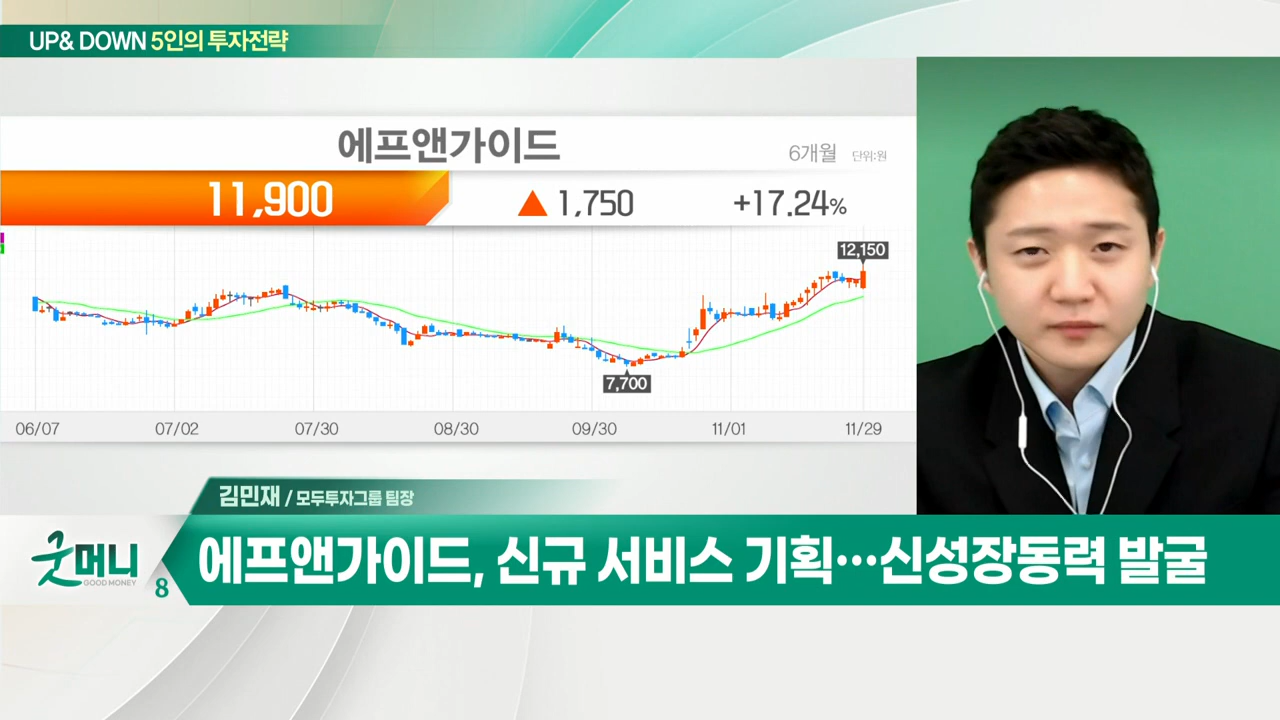 UP& DOWN 5인의 투자전략
에프앤가이드
6개월 단위:원
11,900 ▲ 1,750 +17.24%
12,150
7,700
06/07 07/02 07/30 08/30 09/30 11/01 11/29
김민재 / 모두투자그룹 팀장
굿머니
GOOD MONEY
8
에프앤가이드, 신규 서비스 기획…신성장동력 발굴